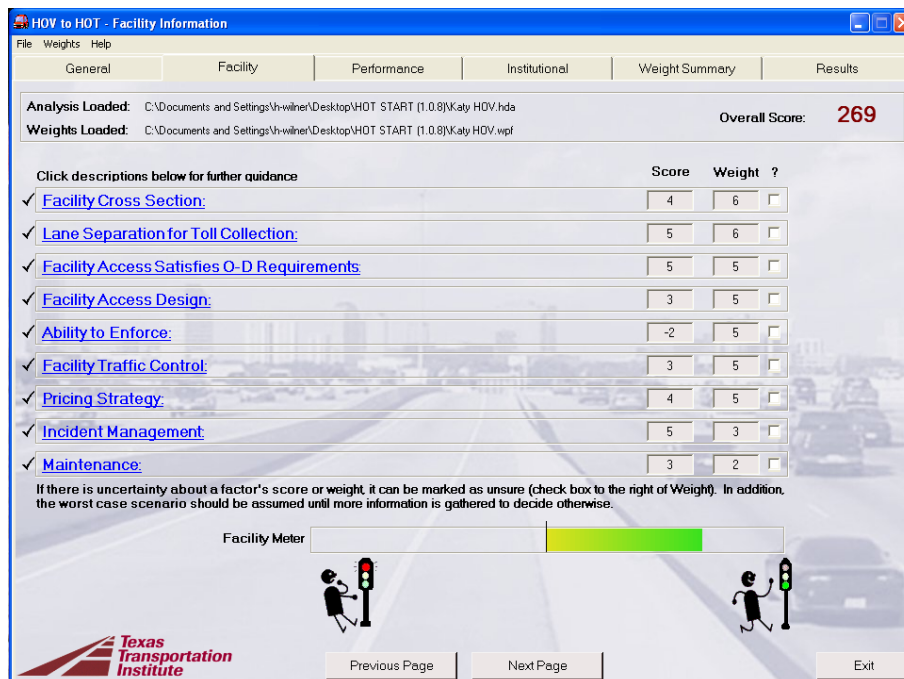 HOV to HOT - Facility Information
File Weights Help
General Facility Performance Institutional Weight Summary Results
Analysis Loaded: C:\Documents and Settings\h-wilner\Desktop\HOT START (1.0.8)\Katy HOV.hda
Overall Score: 269
Weights Loaded: C:\Documents and Settings\h-wilner\Desktop\HOT START (1.0.8)\Katy HOV.wpf
Click descriptions below for further guidance Score Weight ?
Facility Cross Section: 4 6
Lane Separation for Toll Collection: 5 6
Facility Access Satisfies O-D Requirements: 5 5
Facility Access Design: 3 5
Ability to Enforce: -2 5
Facility Traffic Control: 3 5
Pricing Strategy: 4 5
Incident Management: 5 3
Maintenance: 3 2
If there is uncertainty about a factor's score or weight, it can be marked as unsure (check box to the right of Weight). In addition,
the worst case scenario should be assumed until more information is gathered to decide otherwise.
Facility Meter
Texas
Transportation
Institute
Previous Page Next Page Exit